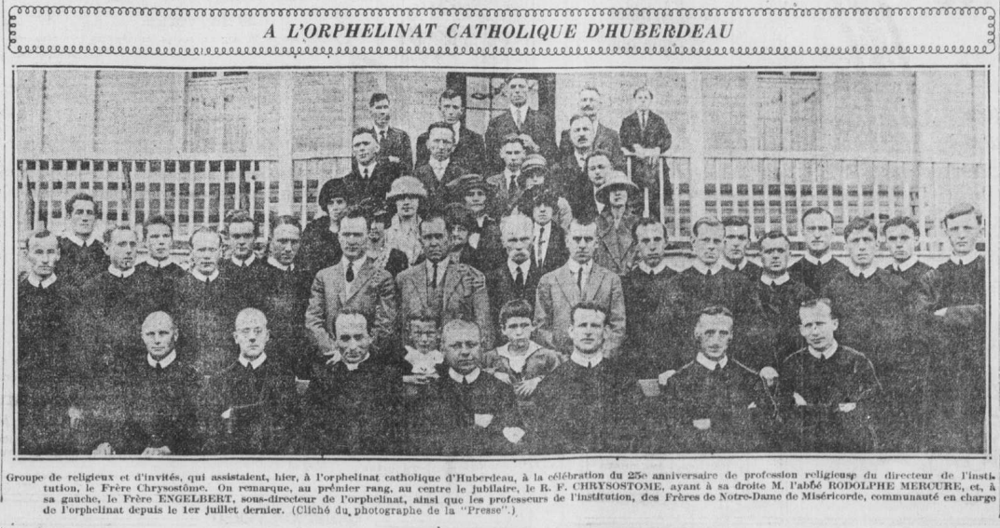 A L'ORPHELINAT CATHOLIQUE D'HUBERDEAU
Groupe de religieux et d'invités, qui assistaient, hier, à l'orphelinat catholique d'Huberdeau, à la célébration du 25e anniversaire de profession religieuse du directeur de l'insti-
tution, le Frère Chrysostôme. On remarque, au prémier rang, au centre le jubilaire, le R. F. CHRYSOSTOME, ayant à sa droite M. l'abbé RODOLPHE MERCURE, et, à
sa gauche, le Frère ENGELBERT, sous-directeur de l'orphelinat, ainsi que les professeurs de l'institution, des Frères de Notre-Dame de Miséricorde, communauté en charge
de l'orphelinat depuis le 1er juillet dernier. (Cliché du photographe de la "Presse".)